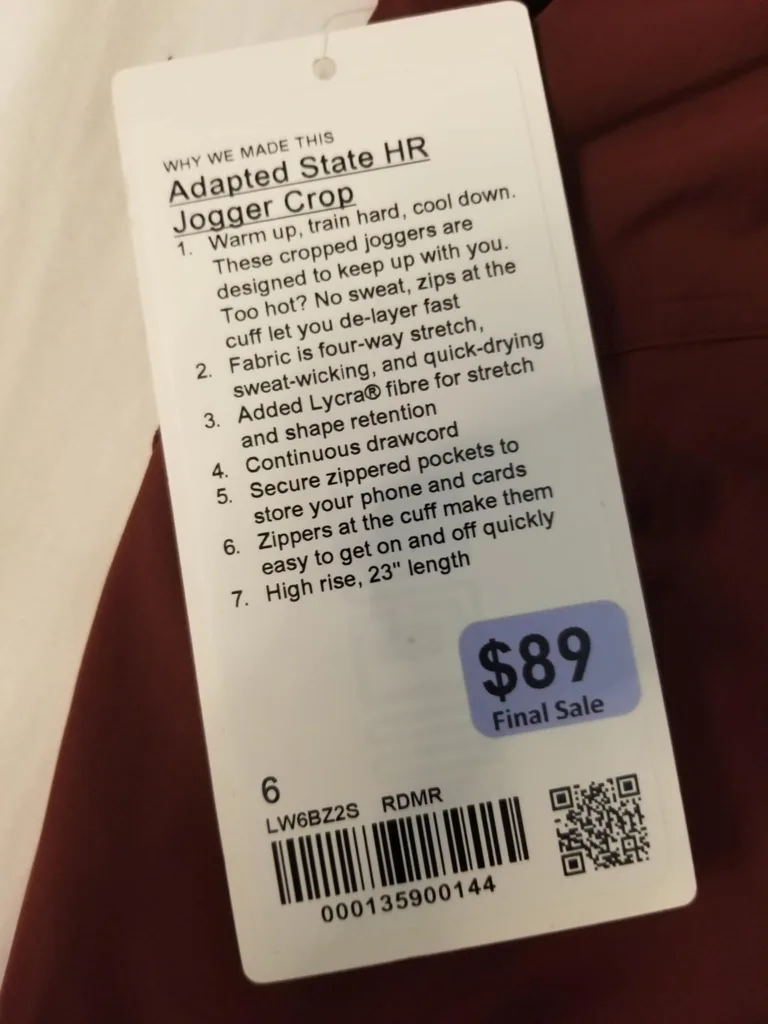 WHY WE MADE THIS
Adapted State HR
Jogger Crop
1. Warm up, train hard, cool down.
These cropped joggers are
designed to keep up with you.
Too hot? No sweat, zips at the
cuff let you de-layer fast
2. Fabric is four-way stretch,
sweat-wicking, and quick-drying
3. Added Lycra® fibre for stretch
and shape retention
4. Continuous drawcord
5. Secure zippered pockets to
store your phone and cards
6. Zippers at the cuff make them
easy to get on and off quickly
7. High rise, 23" length
$89
Final Sale
6
LW6BZ2S RDMR
000135900144